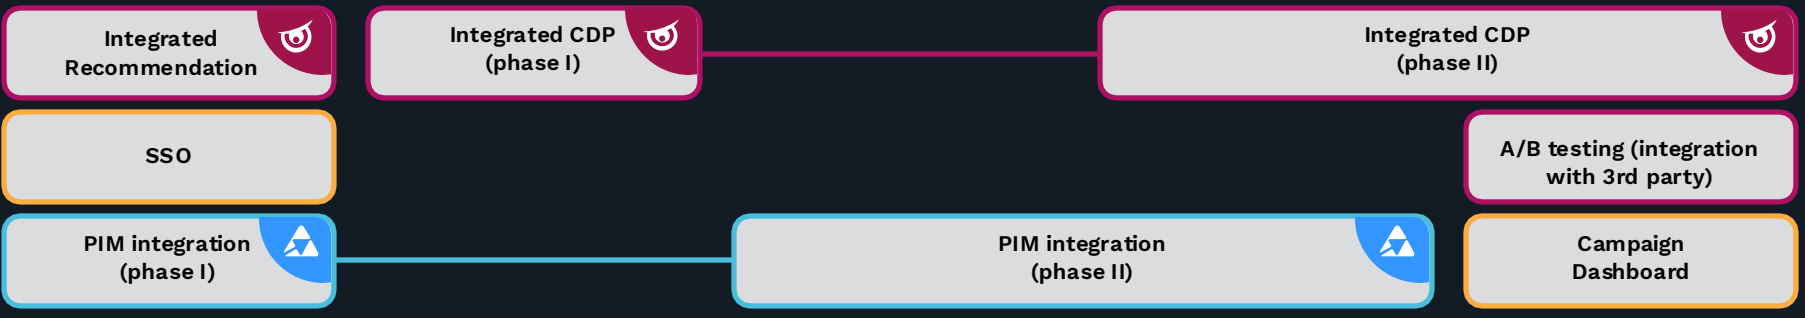 Integrated
Recommendation
Integrated CDP
(phase I)
Integrated CDP
(phase II)
SSO
A/B testing (integration
with 3rd party)
PIM integration
(phase I)
PIM integration
(phase II)
Campaign
Dashboard